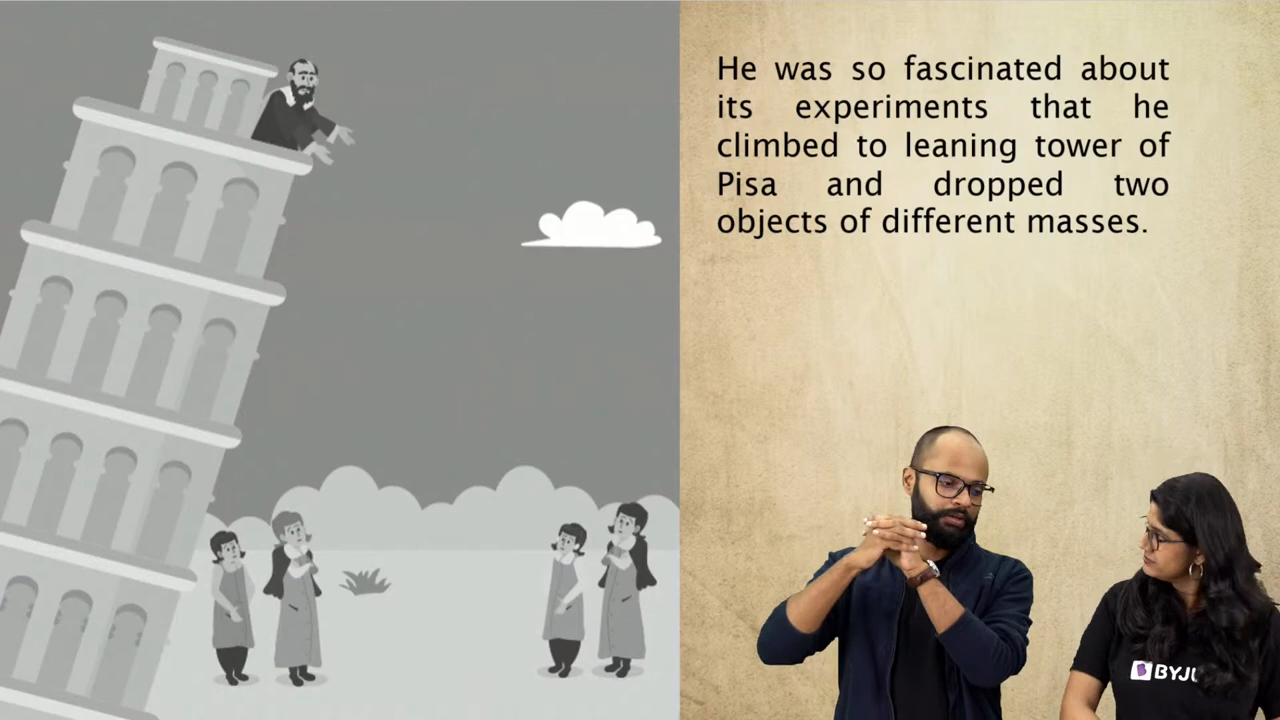 He was so fascinated about
its experiments that he
climbed to leaning tower of
Pisa and dropped two
objects of different masses.
BYJU